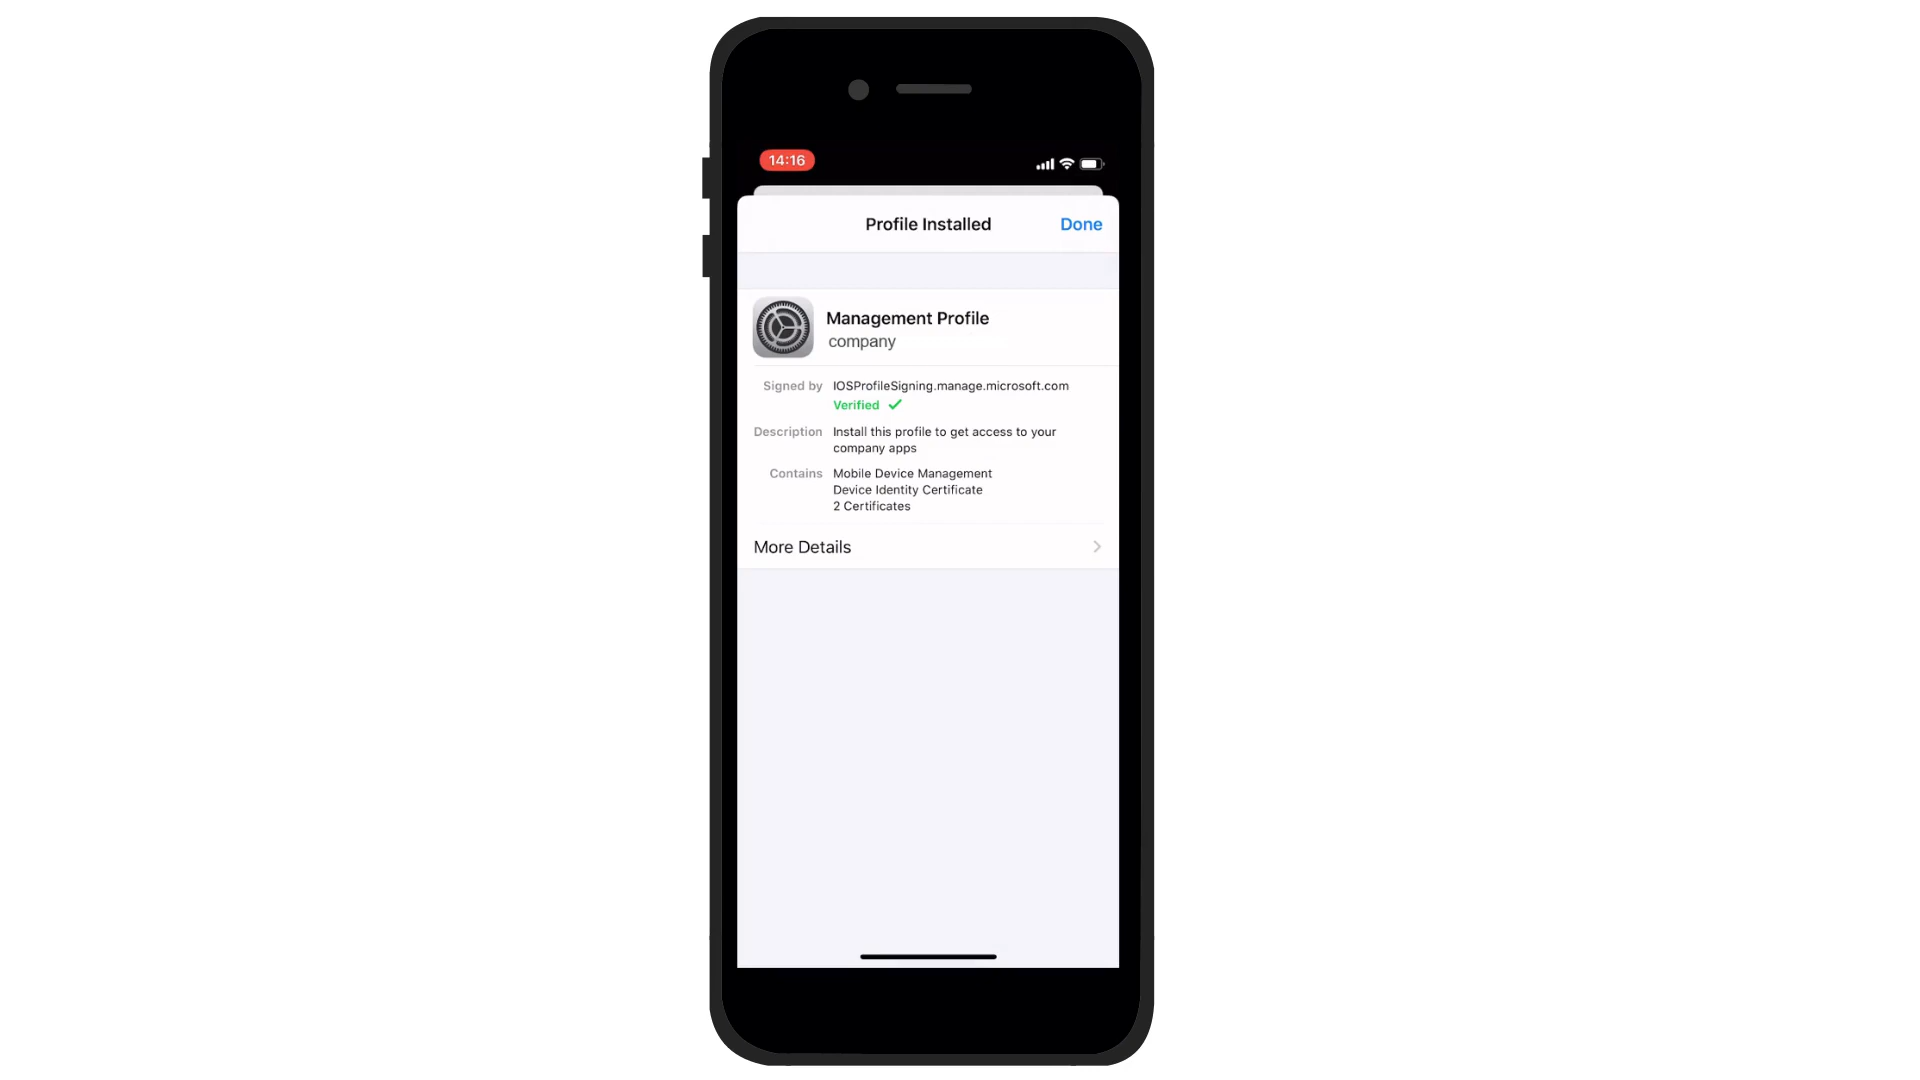 14:16
Profile Installed
Done
Management Profile
company
Signed by IOSProfileSigning.manage.microsoft.com
Verified
Description Install this profile to get access to your
company apps
Contains Mobile Device Management
Device Identity Certificate
2 Certificates
More Details